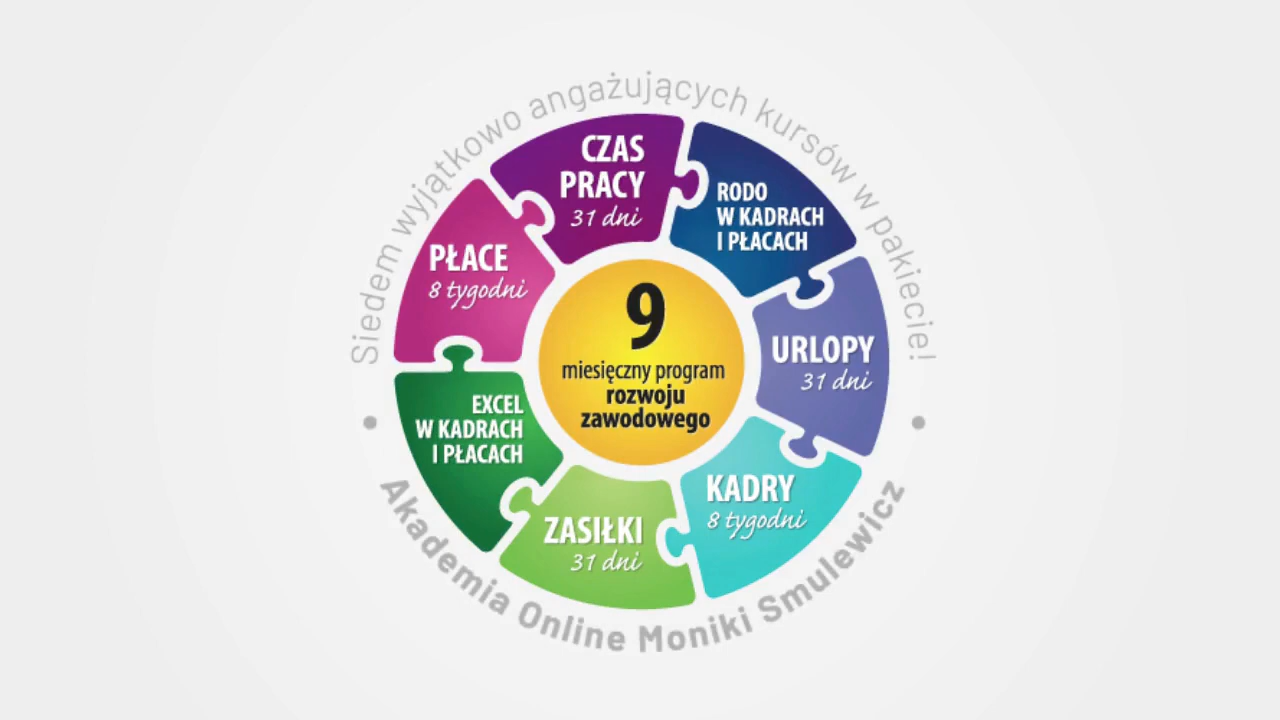 Siedem wyjątkowo angażujących kursów w pakiecie!
CZAS
PRACY
31 dni
RODO
W KADRACH
I PŁACACH
PŁACE
8 tygodni
9
miesięczny program
rozwoju
zawodowego
URLOPY
31 dni
EXCEL
W KADRACH
I PŁACACH
KADRY
8 tygodni
ZASIŁKI
31 dni
Akademia Online Moniki Smulewicz